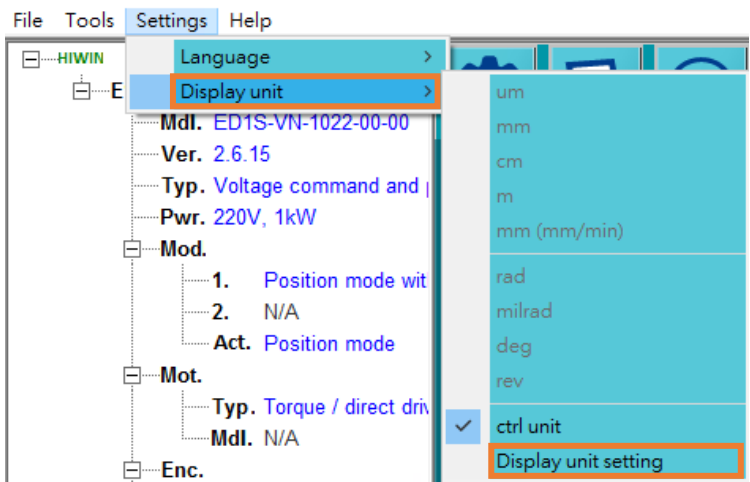 File Tools Settings Help
HIWIN
Language >
E
Display unit >
um
Mdl. ED1S-VN-1022-00-00
mm
Ver. 2.6.15
cm
Typ. Voltage command and
m
Pwr. 220V, 1kW
mm (mm/min)
Mod.
rad
1. Position mode wit
milrad
2. N/A
deg
Act. Position mode
rev
Mot.
Typ. Torque / direct driv
ctrl unit
Mdl. N/A
Display unit setting
Enc.